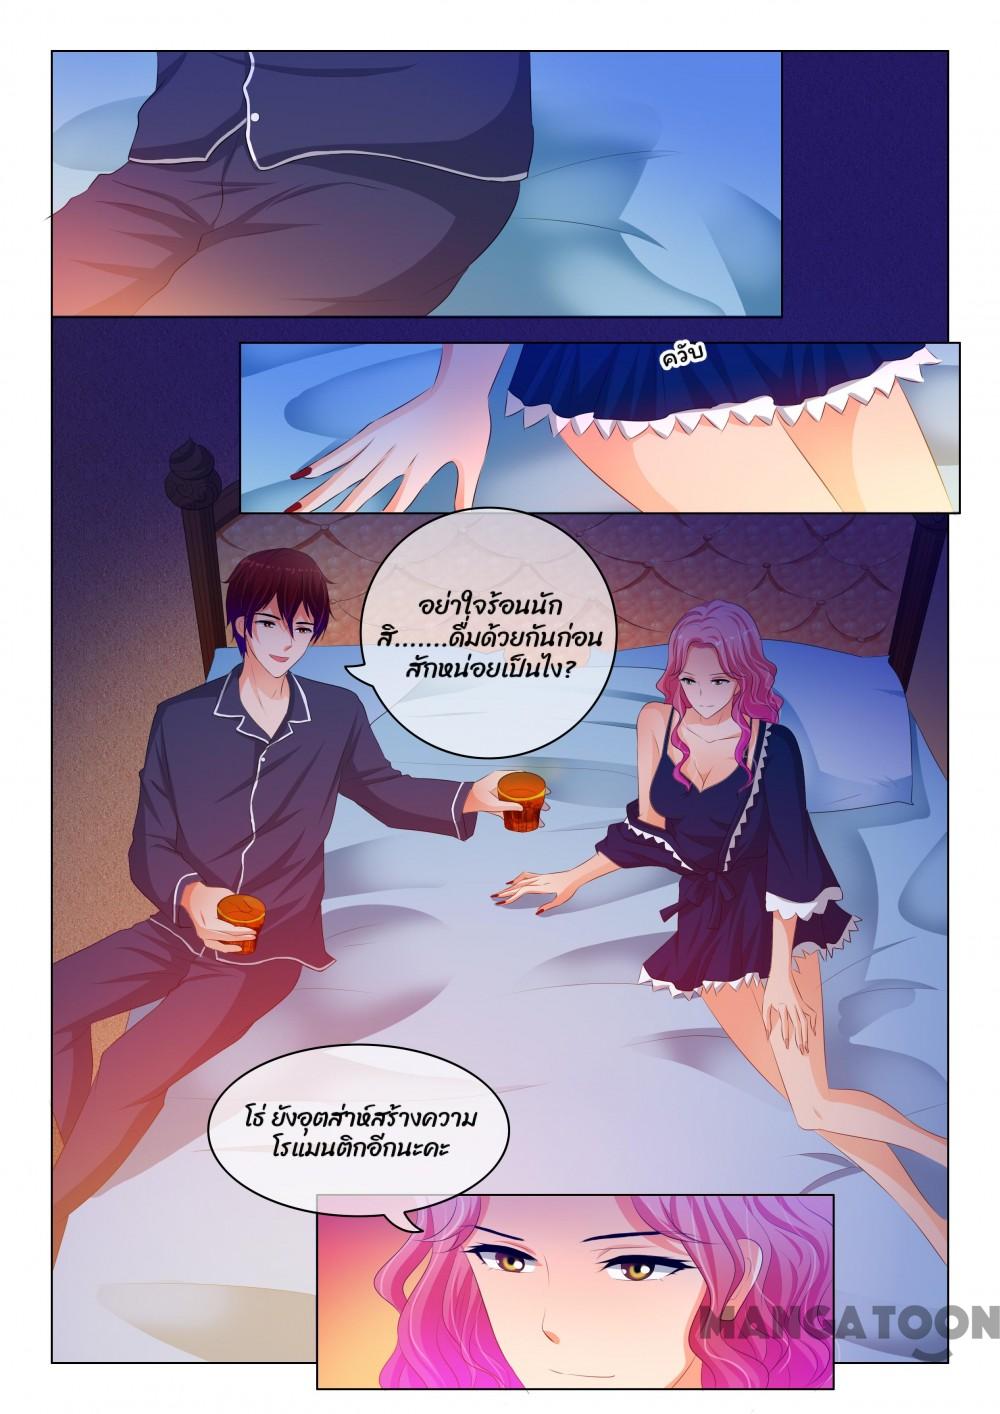 ควับ
อย่าใจร้อนนัก
สิ.......ดื่มด้วยกันก่อน
สักหน่อยเป็นไง?
โธ่ ยังอุตส่าห์สร้างความ
โรแมนติกอีกนะคะ
MANGATOON